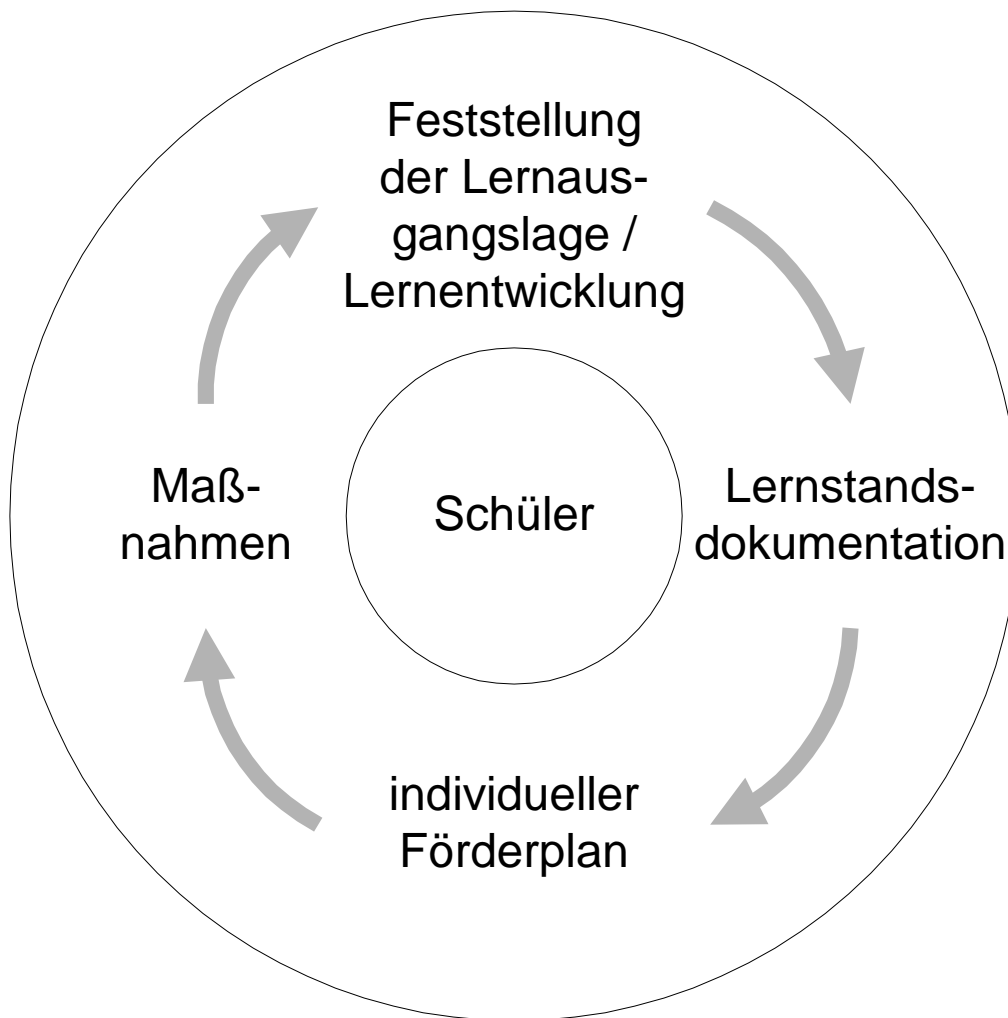 Feststellung
der Lernaus-
gangslage /
Lernentwicklung
Maß-
nahmen
Schüler
Lernstands-
dokumentation
individueller
Förderplan